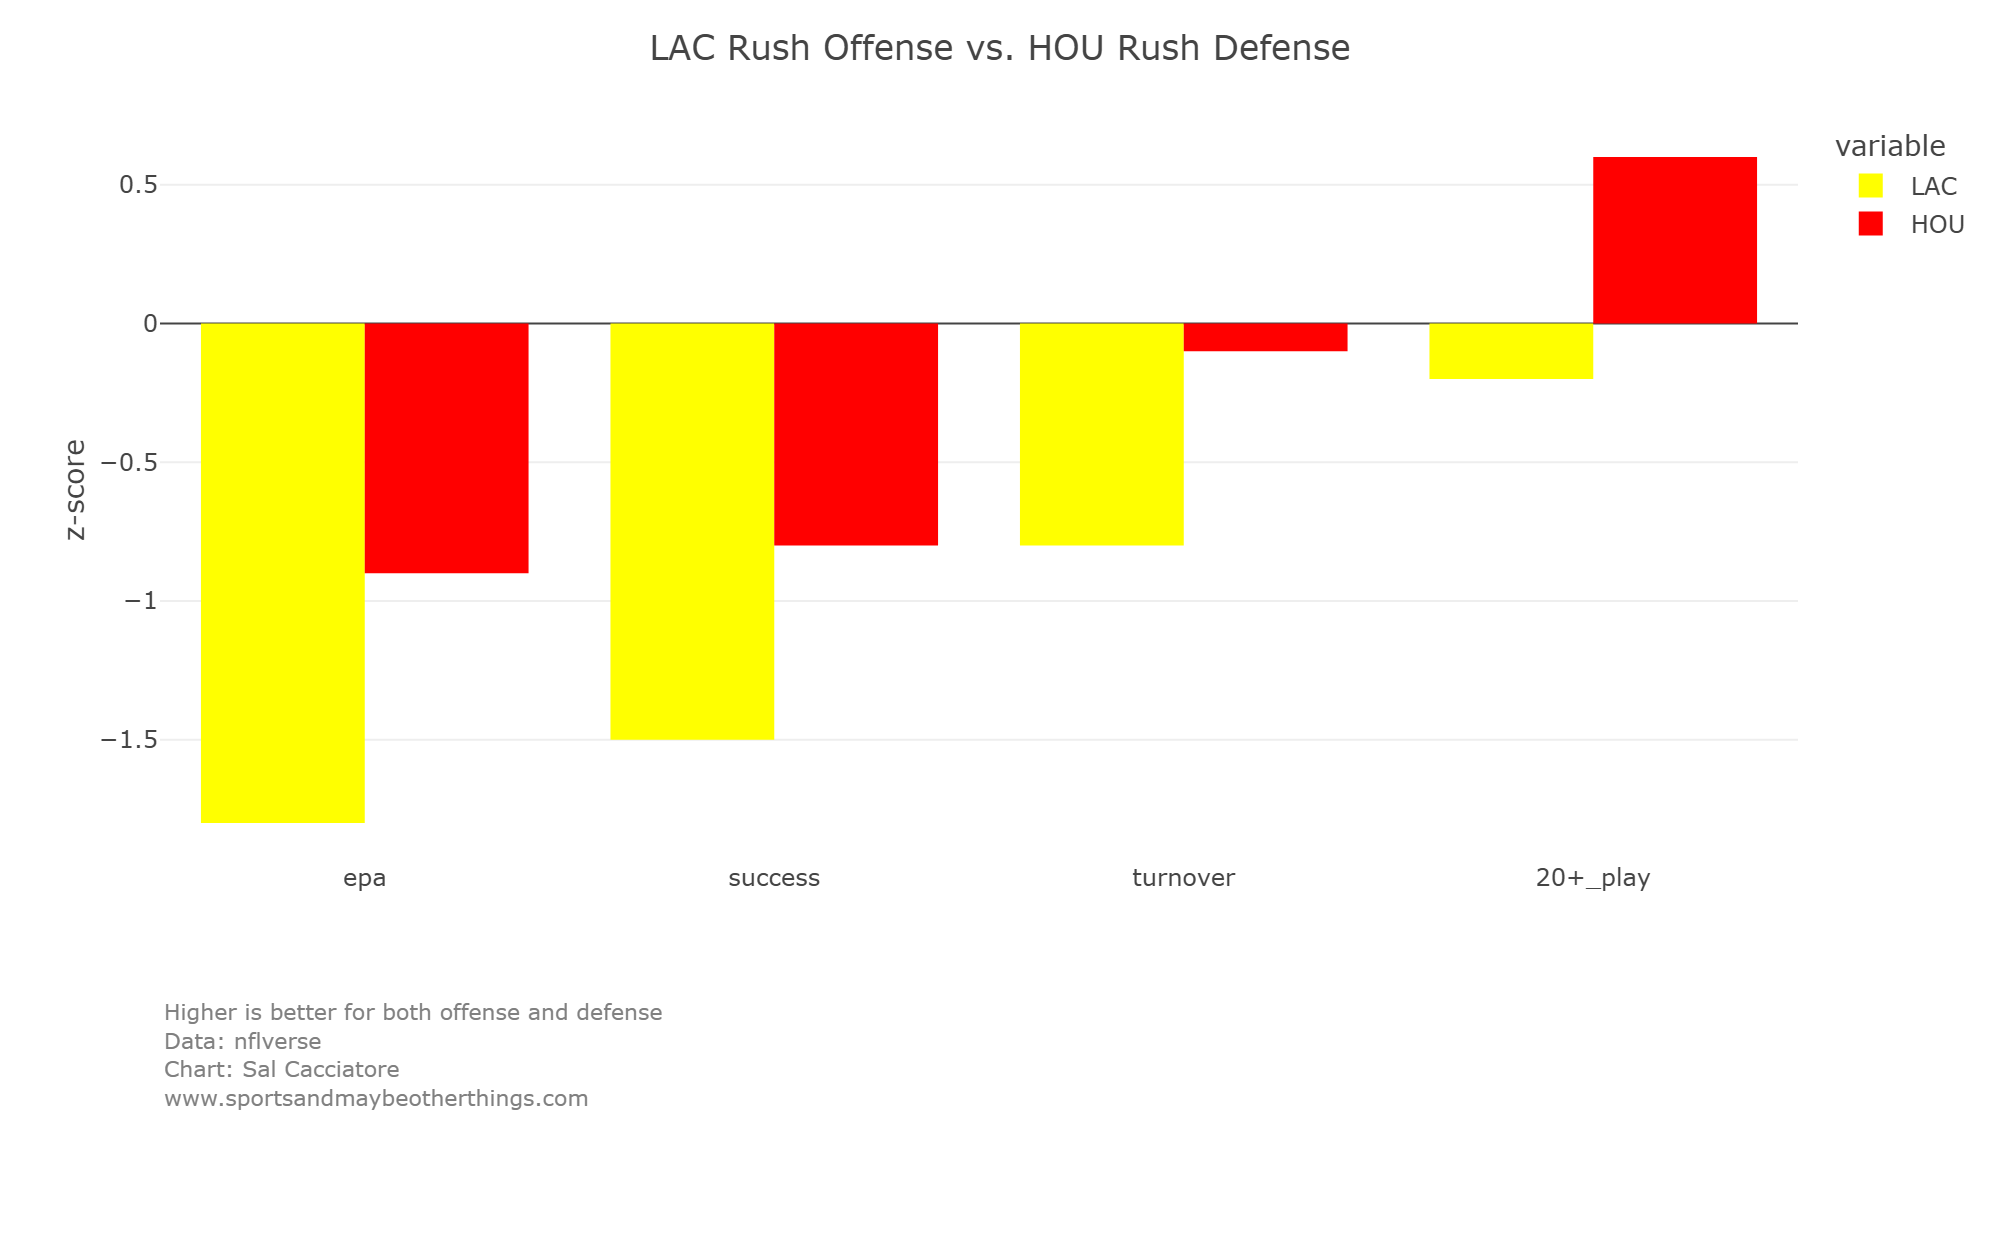 LAC Rush Offense vs. HOU Rush Defense
variable
LAC
HOU
0.5
0
−0.5
−1
−1.5
z-score
epa
success
turnover
20+_play
Higher is better for both offense and defense
Data: nflverse
Chart: Sal Cacciatore
www.sportsandmaybeotherthings.com